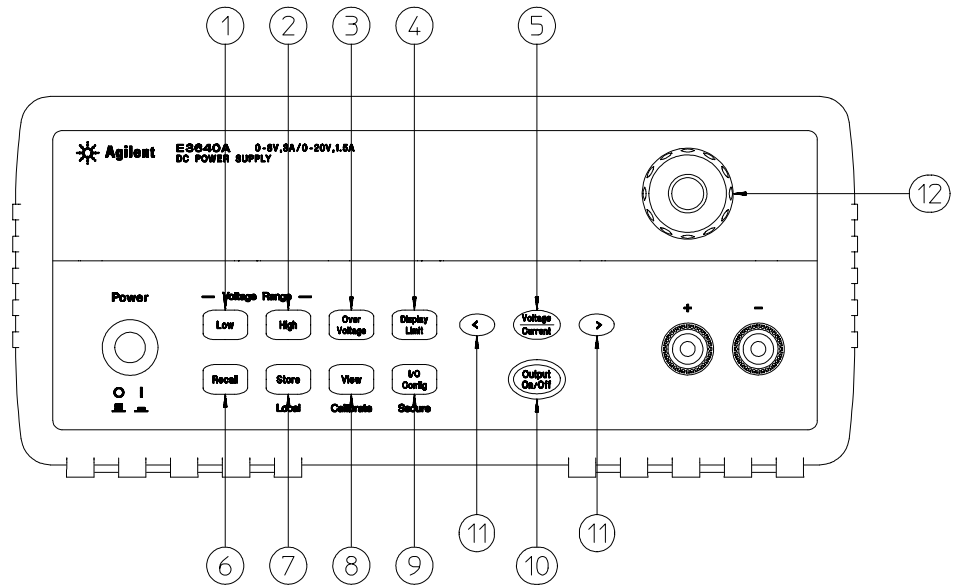 1 2 3 4 5
Agilent E3640A 0-8V,3A/0-20V,1.5A
DC POWER SUPPLY
12
Power
Voltage Range
+ -
Low High Over Voltage Display Limit < Voltage Current >
Recall Store View I/O Config Output On/Off
O I
Local Calibrate Secure
11 11
6 7 8 9 10